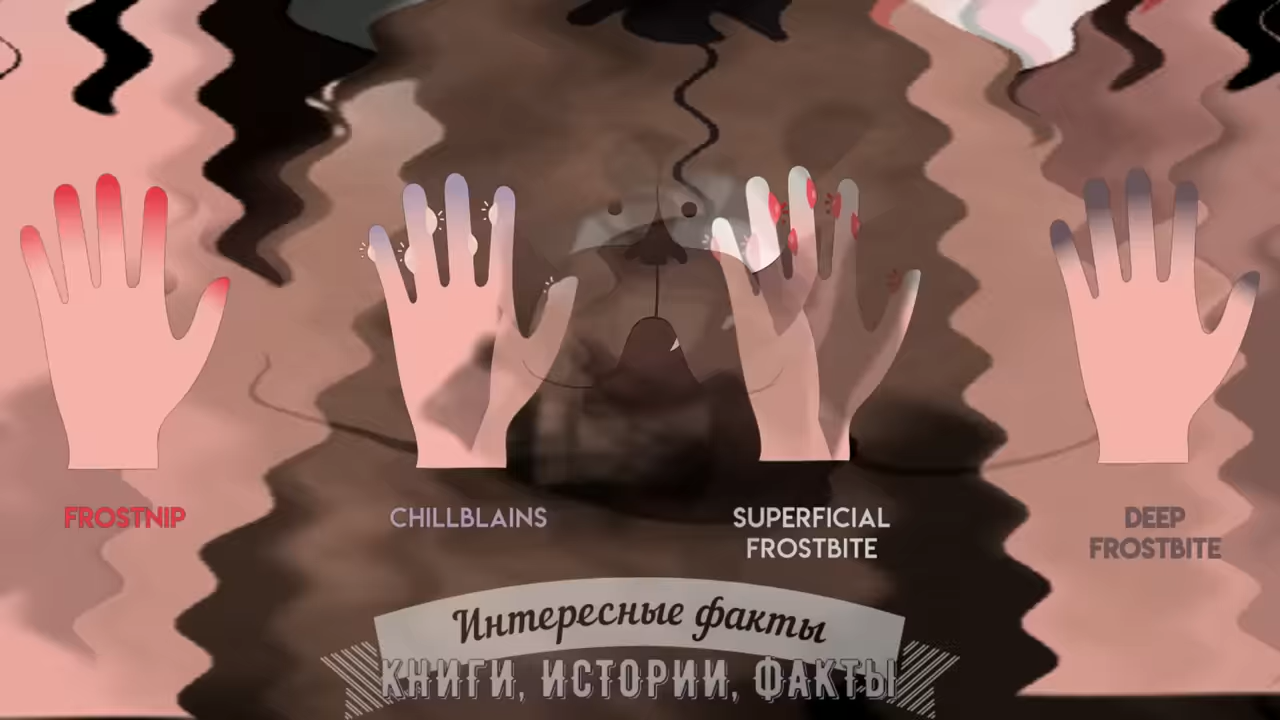 FROSTNIP
CHILLBLAINS
SUPERFICIAL
FROSTBITE
DEEP
FROSTBITE
Интересные факты
КНИГИ, ИСТОРИИ, ФАКТЫ